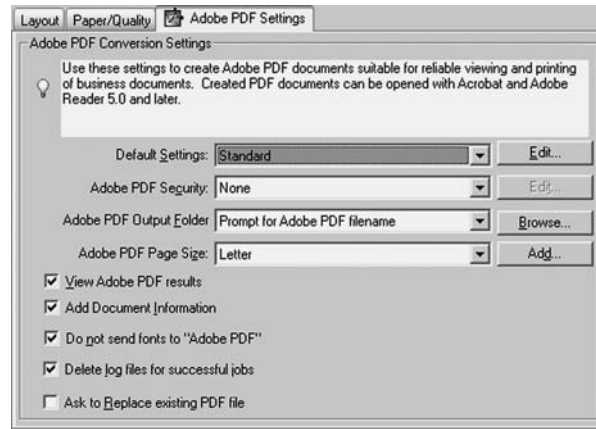 Layout Paper/Quality Adobe PDF Settings
Adobe PDF Conversion Settings
Use these settings to create Adobe PDF documents suitable for reliable viewing and printing
of business documents. Created PDF documents can be opened with Acrobat and Adobe
Reader 5.0 and later.
Default Settings: Standard Edit...
Adobe PDF Security: None Edit...
Adobe PDF Output Folder Prompt for Adobe PDF filename Browse...
Adobe PDF Page Size: Letter Add...
View Adobe PDF results
Add Document Information
Do not send fonts to "Adobe PDF"
Delete log files for successful jobs
Ask to Replace existing PDF file